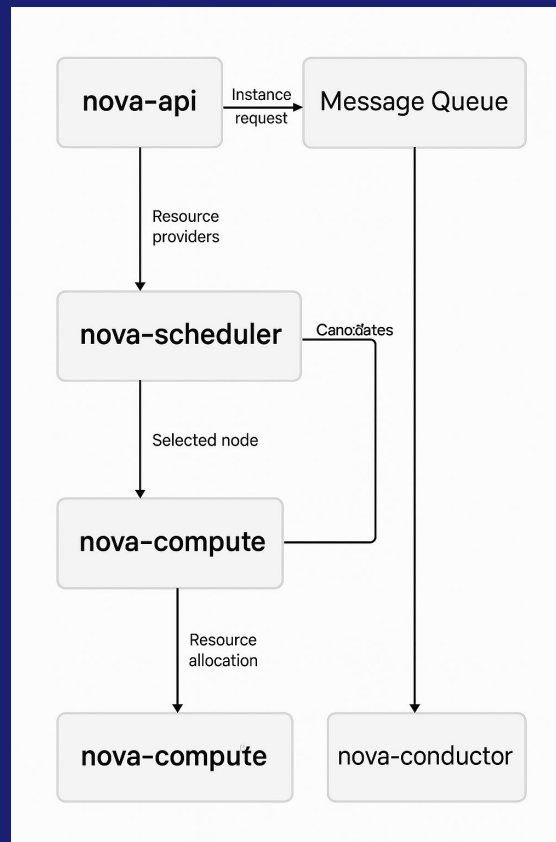 nova-api
Instance
request
Message Queue
Resource
providers
nova-scheduler
Selected node
nova-compute
Resource
allocation
nova-compute
nova-conductor